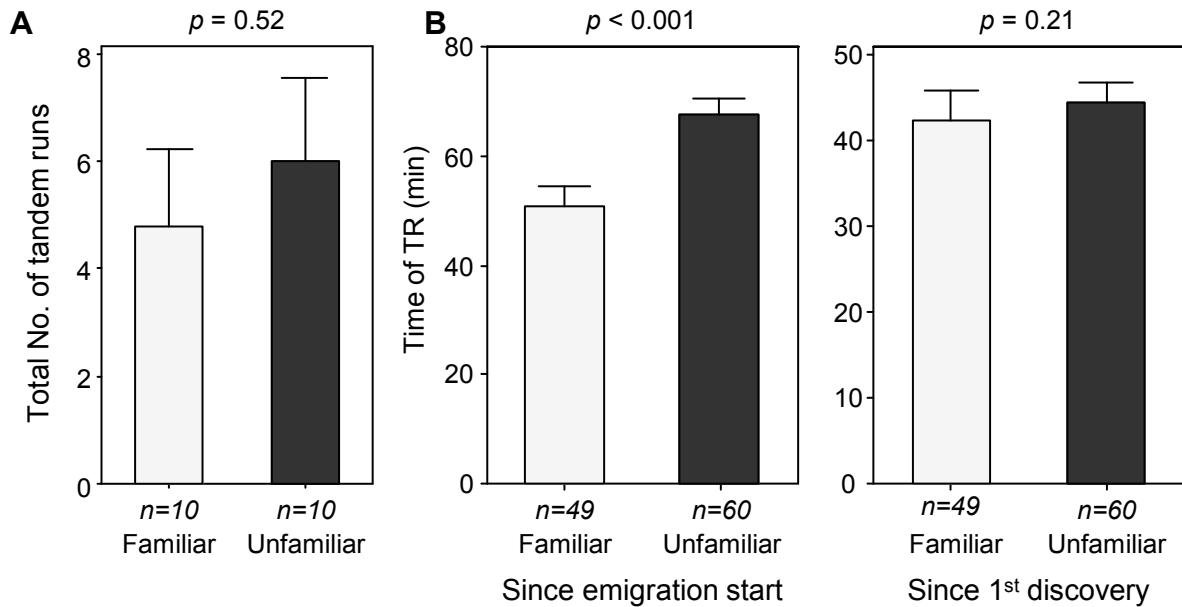 A
p = 0.52
Total No. of tandem runs
8
6
4
2
0
n=10
n=10
Familiar
Unfamiliar
B
p < 0.001
Time of TR (min)
80
60
40
20
0
n=49
n=60
Familiar
Unfamiliar
Since emigration start
p = 0.21
50
40
30
20
10
0
n=49
n=60
Familiar
Unfamiliar
Since 1st discovery